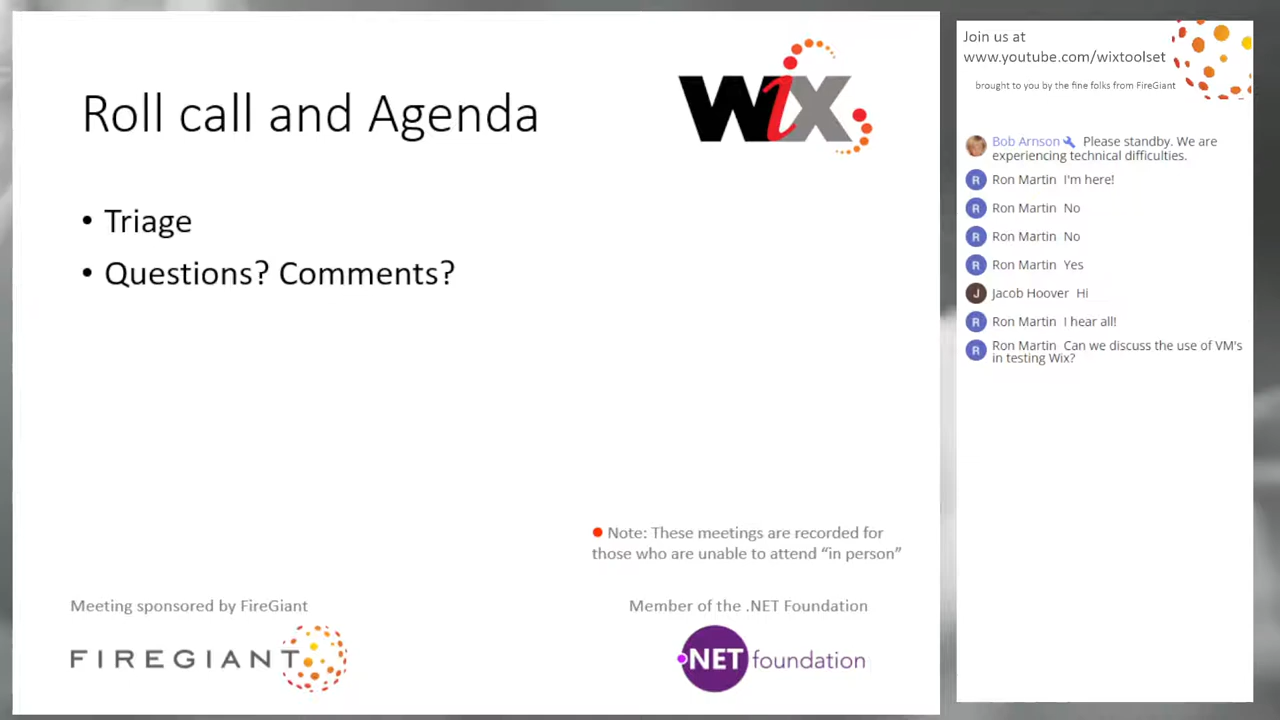 Roll call and Agenda
WiX
• Triage
• Questions? Comments?
Note: These meetings are recorded for
those who are unable to attend “in person”
Meeting sponsored by FireGiant
FIREGIANT
Member of the .NET Foundation
.NET foundation
Join us at
www.youtube.com/wixtoolset
brought to you by the fine folks from FireGiant
Bob Arnson Please standby. We are
experiencing technical difficulties.
R Ron Martin I'm here!
R Ron Martin No
R Ron Martin No
R Ron Martin Yes
J Jacob Hoover Hi
R Ron Martin I hear all!
R Ron Martin Can we discuss the use of VM's
in testing Wix?